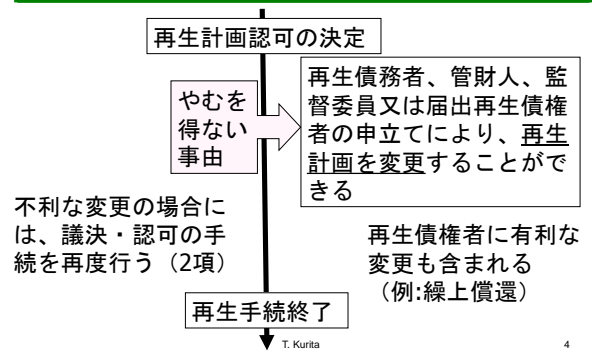 再生計画認可の決定
やむを
得ない
事由
再生債務者、管財人、監
督委員又は届出再生債権
者の申立てにより、再生
計画を変更することがで
きる
不利な変更の場合に
は、議決・認可の手
続を再度行う（2項）
再生債権者に有利な
変更も含まれる
（例:繰上償還）
再生手続終了
T. Kurita
4